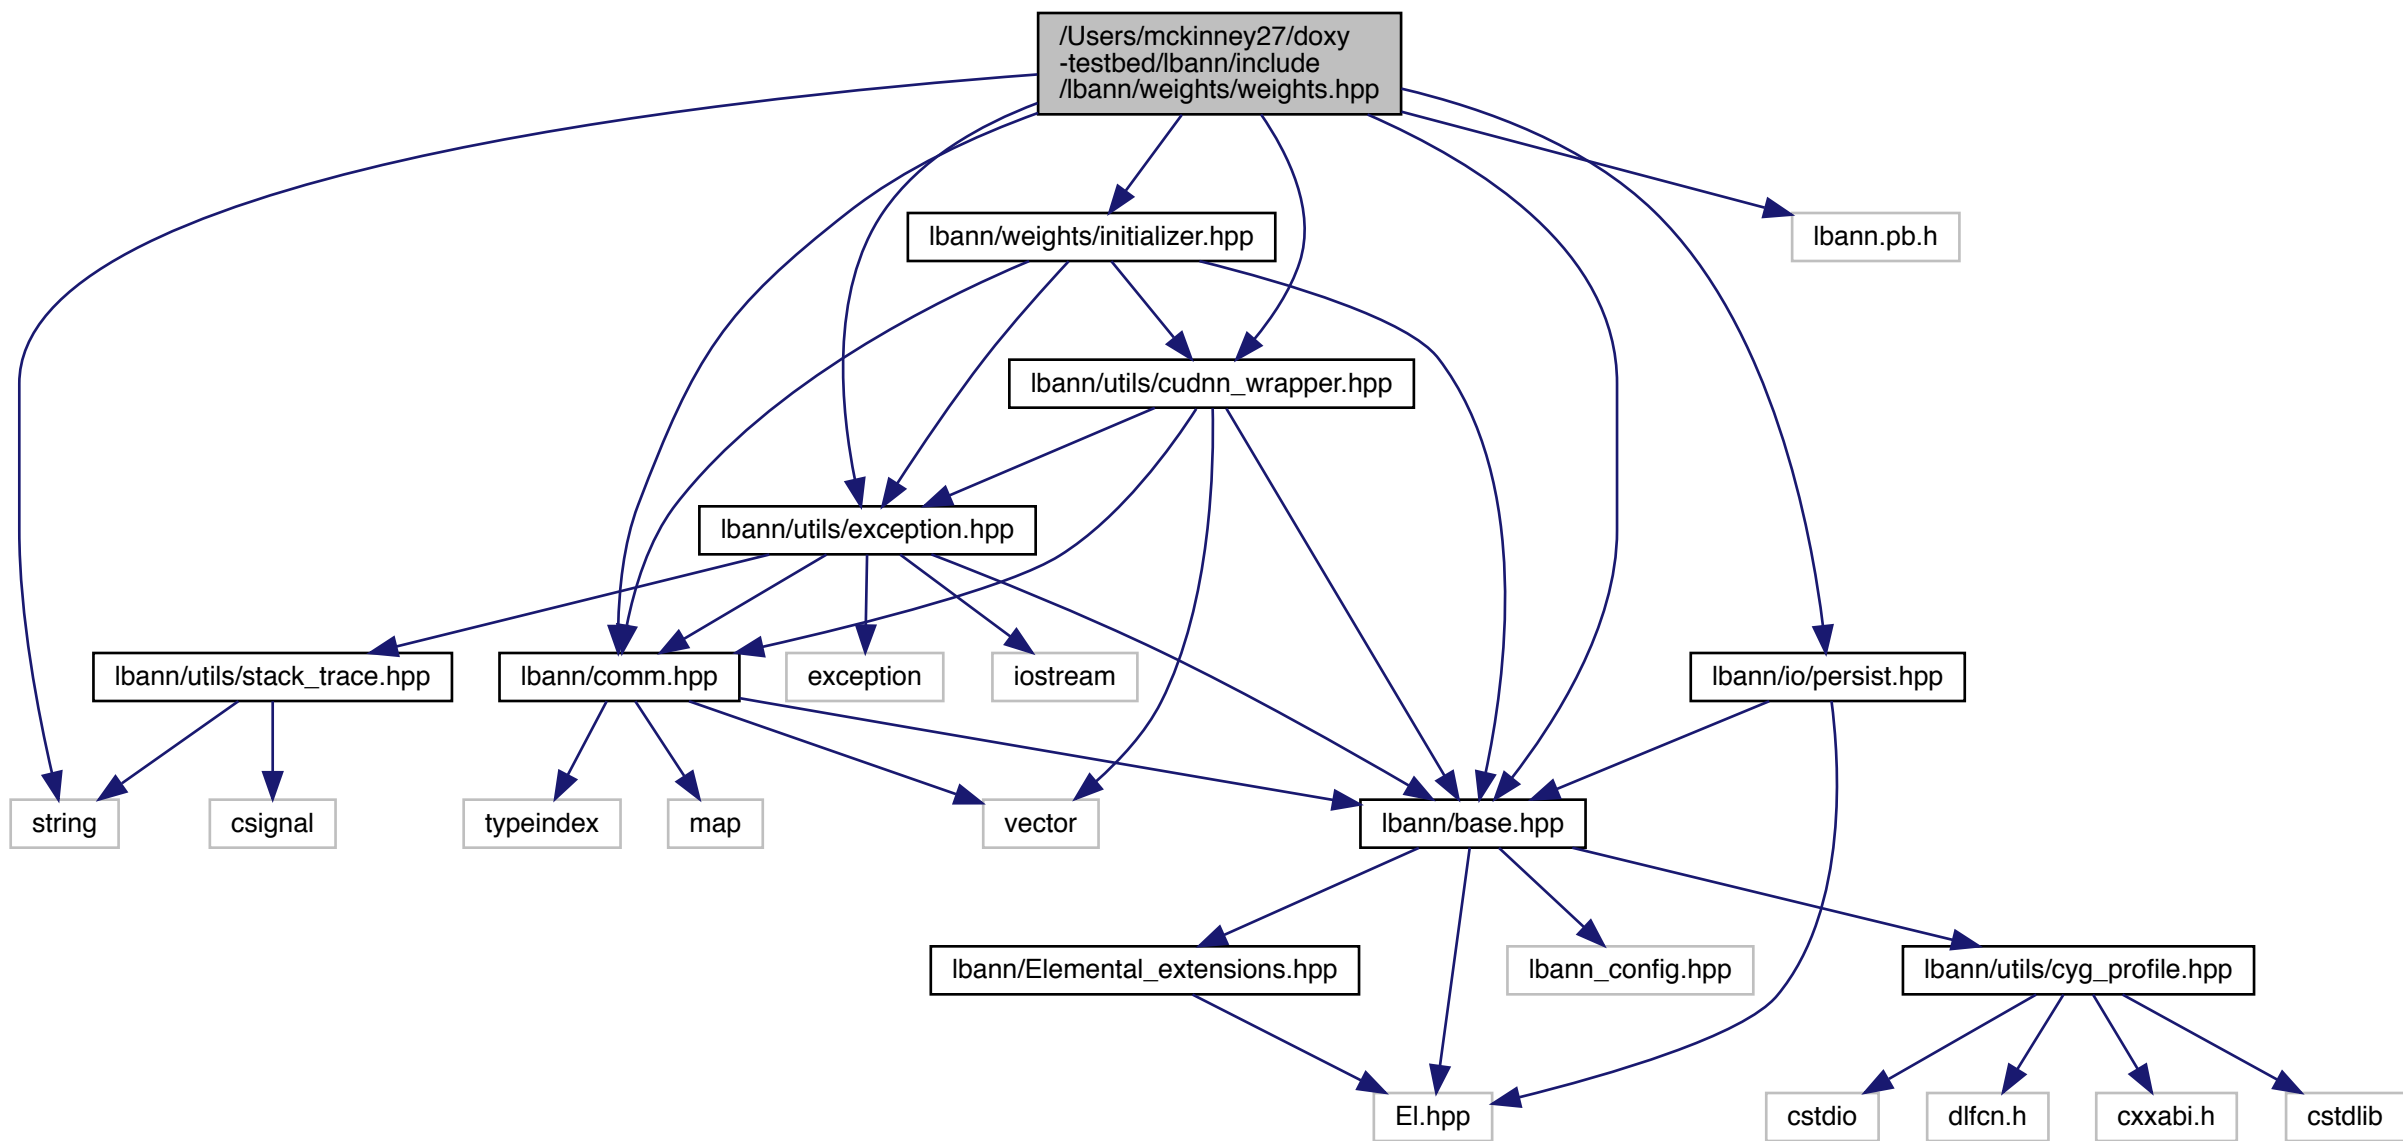 /Users/mckinney27/doxy
-testbed/lbann/include
/lbann/weights/weights.hpp
lbann/weights/initializer.hpp
lbann.pb.h
lbann/utils/cudnn_wrapper.hpp
lbann/utils/exception.hpp
lbann/utils/stack_trace.hpp
lbann/comm.hpp
exception
iostream
lbann/io/persist.hpp
string
csignal
typeindex
map
vector
lbann/base.hpp
lbann/Elemental_extensions.hpp
lbann_config.hpp
lbann/utils/cyg_profile.hpp
El.hpp
cstdio
dlfcn.h
cxxabi.h
cstdlib